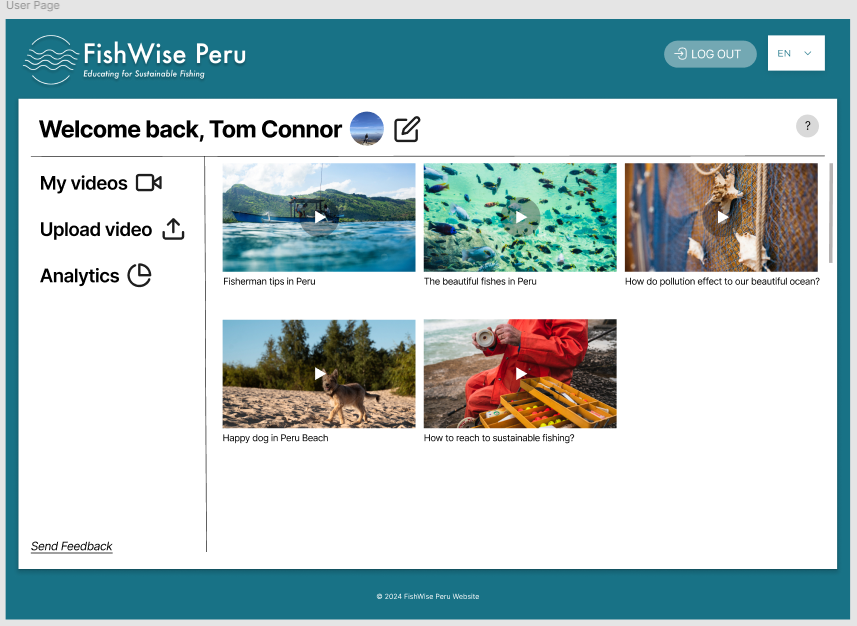 User Page
FishWise Peru
Educating for Sustainable Fishing
LOG OUT
EN
Welcome back, Tom Connor
?
My videos
Upload video
Analytics
Fisherman tips in Peru
The beautiful fishes in Peru
How do pollution effect to our beautiful ocean?
Happy dog in Peru Beach
How to reach to sustainable fishing?
Send Feedback
© 2024 FishWise Peru Website